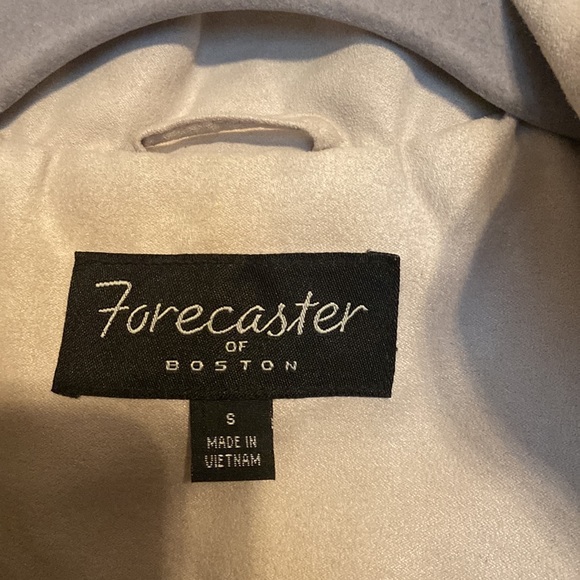 Forecaster
OF
BOSTON
S
MADE IN
VIETNAM